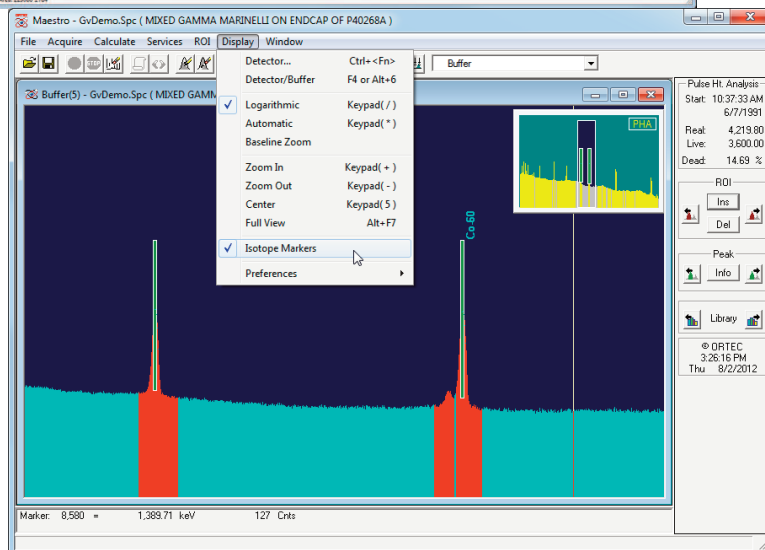 Maestro - GvDemo.Spc ( MIXED GAMMA MARINELLI ON ENDCAP OF P40268A )
File Acquire Calculate Services ROI Display Window
Buffer
Detector... Ctrl+<Fn>
Detector/Buffer F4 or Alt+6
Logarithmic Keypad( / )
Automatic Keypad( * )
Baseline Zoom
Zoom In Keypad( + )
Zoom Out Keypad( - )
Center Keypad( 5 )
Full View Alt+F7
Isotope Markers
Preferences
Buffer(5) - GvDemo.Spc ( MIXED GAMM
PHA
Co-60
Pulse Ht. Analysis
Start: 10:37:33 AM
6/7/1991
Real: 4,219.80
Live: 3,600.00
Dead: 14.69 %
ROI
Ins
Del
Peak
Info
Library
© ORTEC
3:26:16 PM
Thu 8/2/2012
Marker: 8,580 = 1,389.71 keV 127 Cnts